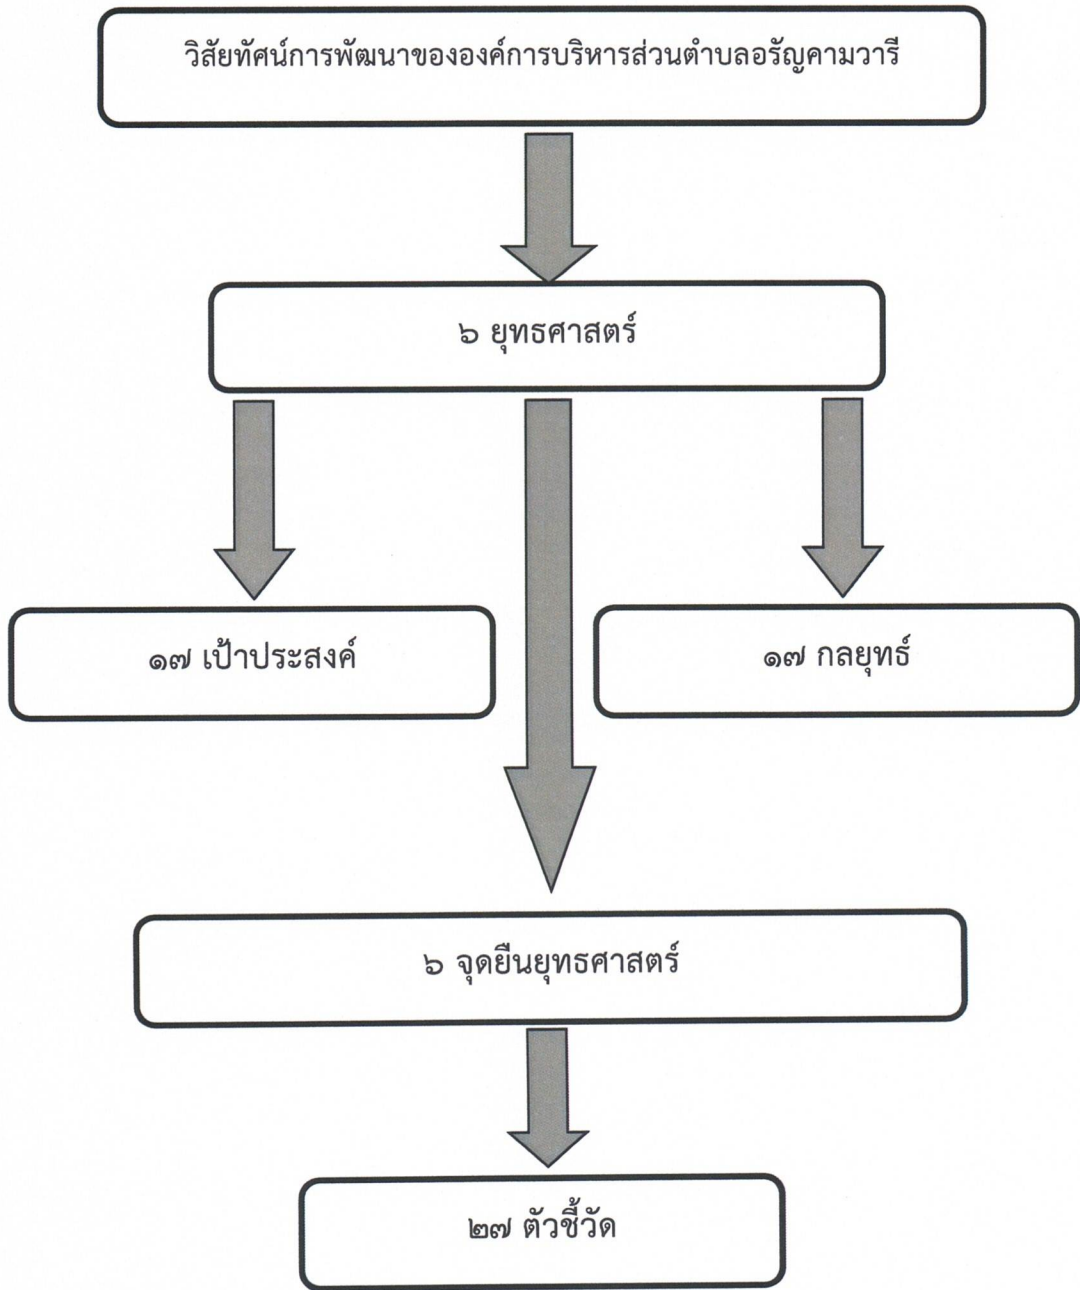 วิสัยทัศน์การพัฒนาขององค์การบริหารส่วนตำบลอรัญคามวารี
๖ ยุทธศาสตร์
๑๗ เป้าประสงค์
๑๗ กลยุทธ์
๖ จุดยืนยุทธศาสตร์
๒๗ ตัวชี้วัด